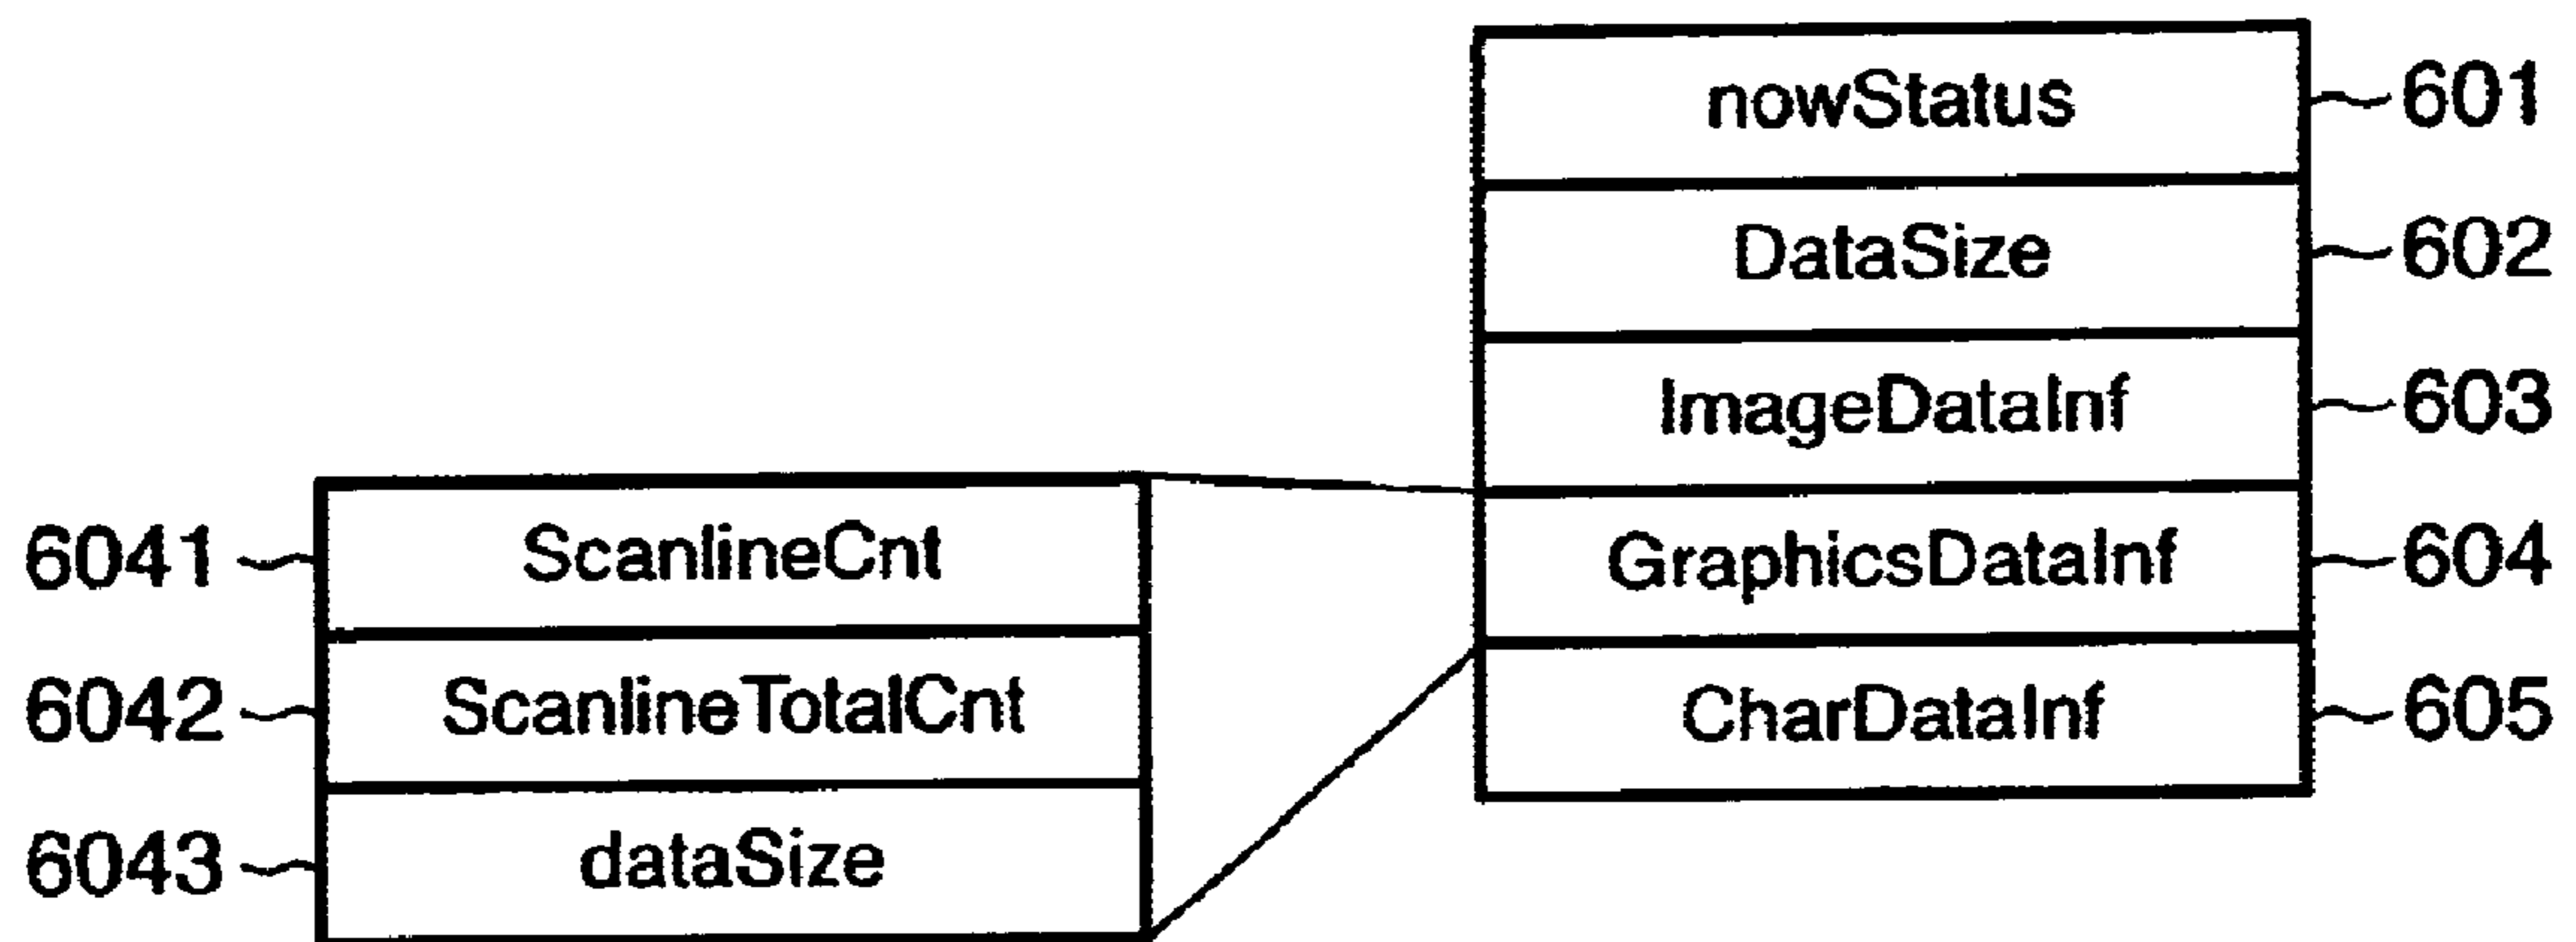 nowStatus 601
DataSize 602
ImageDataInf 603
6041 ScanlineCnt
GraphicsDataInf 604
6042 ScanlineTotalCnt
CharDataInf 605
6043 dataSize